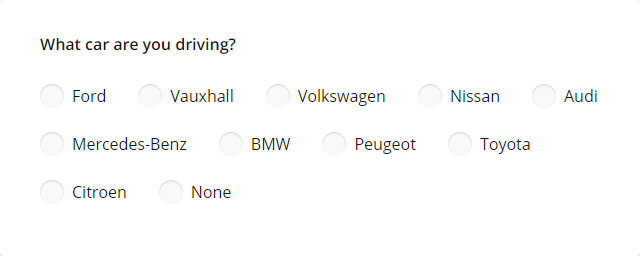 What car are you driving?
Ford Vauxhall Volkswagen Nissan Audi
Mercedes-Benz BMW Peugeot Toyota
Citroen None